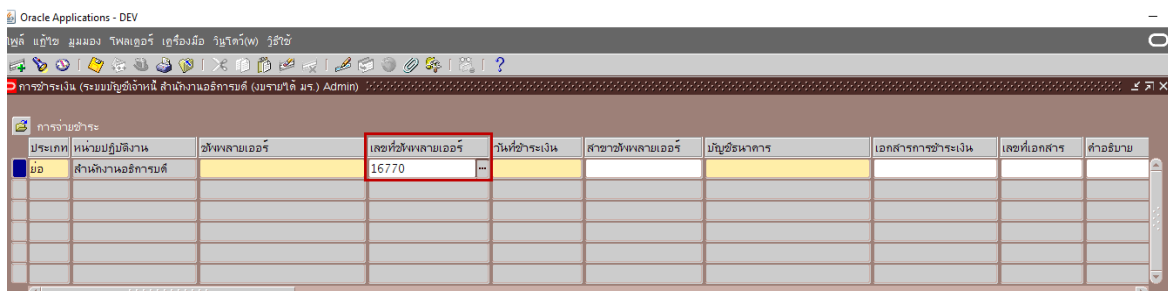 Oracle Applications - DEV
ไฟล์ แก้ไข มุมมอง โฟลเดอร์ เครื่องมือ วินโดว์(w) วิธีใช้
การชำระเงิน (ระบบบัญชีเจ้าหนี้ สำนักงานอธิการบดี (งบรายได้ มร.) Admin)
การจ่ายชำระ
ประเภท หน่วยปฏิบัติงาน ซัพพลายเออร์ เลขที่ซัพพลายเออร์ วันที่ชำระเงิน สาขาซัพพลายเออร์ บัญชีธนาคาร เอกสารการชำระเงิน เลขที่เอกสาร คำอธิบาย
ย่อ สำนักงานอธิการบดี 16770 ...